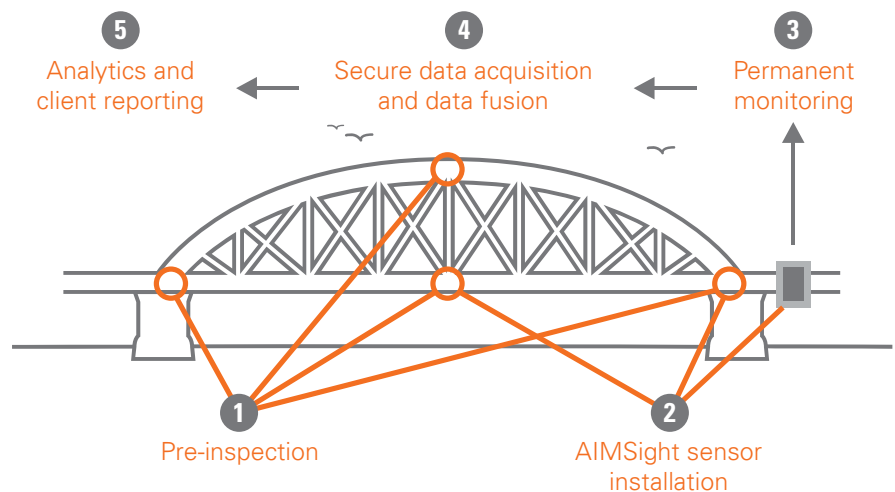 5
Analytics and
client reporting
4
Secure data acquisition
and data fusion
3
Permanent
monitoring
1
Pre-inspection
2
AIMSight sensor
installation